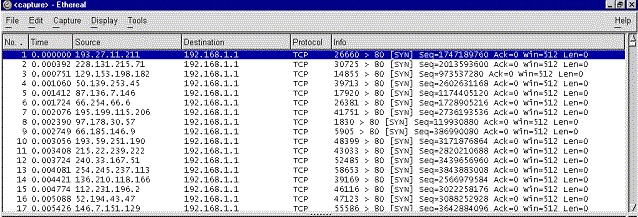 <capture> - Ethereal
File Edit Capture Display Tools Help
No. . Time Source Destination Protocol Info
1 0.000000 193.27.11.211 192.168.1.1 TCP 26660 > 80 [SYN] Seq=1747189760 Ack=0 Win=512 Len=0
2 0.000392 228.131.215.71 192.168.1.1 TCP 30725 > 80 [SYN] Seq=2013593600 Ack=0 Win=512 Len=0
3 0.000751 129.153.198.182 192.168.1.1 TCP 14855 > 80 [SYN] Seq=973537280 Ack=0 Win=512 Len=0
4 0.001060 50.139.253.45 192.168.1.1 TCP 39713 > 80 [SYN] Seq=2602631168 Ack=0 Win=512 Len=0
5 0.001412 87.136.7.146 192.168.1.1 TCP 17920 > 80 [SYN] Seq=1174405120 Ack=0 Win=512 Len=0
6 0.001724 66.254.66.6 192.168.1.1 TCP 26381 > 80 [SYN] Seq=1728905216 Ack=0 Win=512 Len=0
7 0.002076 195.199.115.206 192.168.1.1 TCP 41751 > 80 [SYN] Seq=2736193536 Ack=0 Win=512 Len=0
8 0.002390 97.178.30.57 192.168.1.1 TCP 1830 > 80 [SYN] Seq=119930880 Ack=0 Win=512 Len=0
9 0.002749 66.185.146.9 192.168.1.1 TCP 5905 > 80 [SYN] Seq=386990080 Ack=0 Win=512 Len=0
10 0.003056 193.59.251.190 192.168.1.1 TCP 48399 > 80 [SYN] Seq=3171876864 Ack=0 Win=512 Len=0
11 0.003408 215.22.239.222 192.168.1.1 TCP 43033 > 80 [SYN] Seq=2820210688 Ack=0 Win=512 Len=0
12 0.003724 240.33.167.51 192.168.1.1 TCP 52485 > 80 [SYN] Seq=3439656960 Ack=0 Win=512 Len=0
13 0.004081 254.245.237.113 192.168.1.1 TCP 58653 > 80 [SYN] Seq=3843883008 Ack=0 Win=512 Len=0
14 0.004421 136.210.118.166 192.168.1.1 TCP 39169 > 80 [SYN] Seq=2566979584 Ack=0 Win=512 Len=0
15 0.004774 112.231.196.2 192.168.1.1 TCP 46116 > 80 [SYN] Seq=3022258176 Ack=0 Win=512 Len=0
16 0.005088 52.194.43.47 192.168.1.1 TCP 47123 > 80 [SYN] Seq=3088252928 Ack=0 Win=512 Len=0
17 0.005426 146.7.151.129 192.168.1.1 TCP 55586 > 80 [SYN] Seq=3642884096 Ack=0 Win=512 Len=0